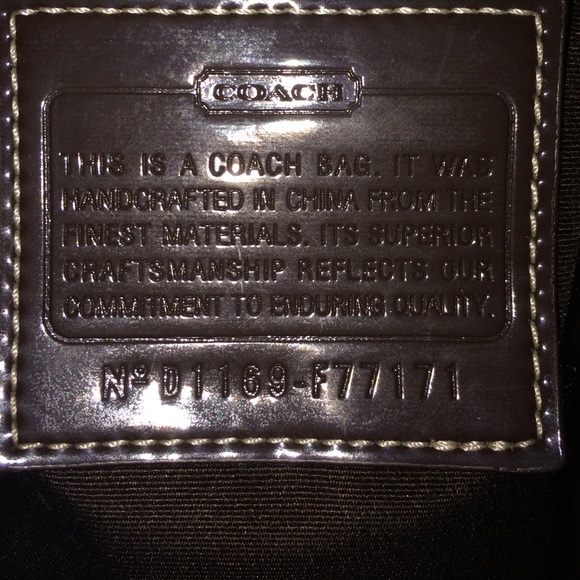 COACH
THIS IS A COACH BAG. IT WAS
HANDCRAFTED IN CHINA FROM THE
FINEST MATERIALS. ITS SUPERIOR
CRAFTSMANSHIP REFLECTS OUR
COMMITMENT TO ENDURING QUALITY.
Nº D1169-F77171